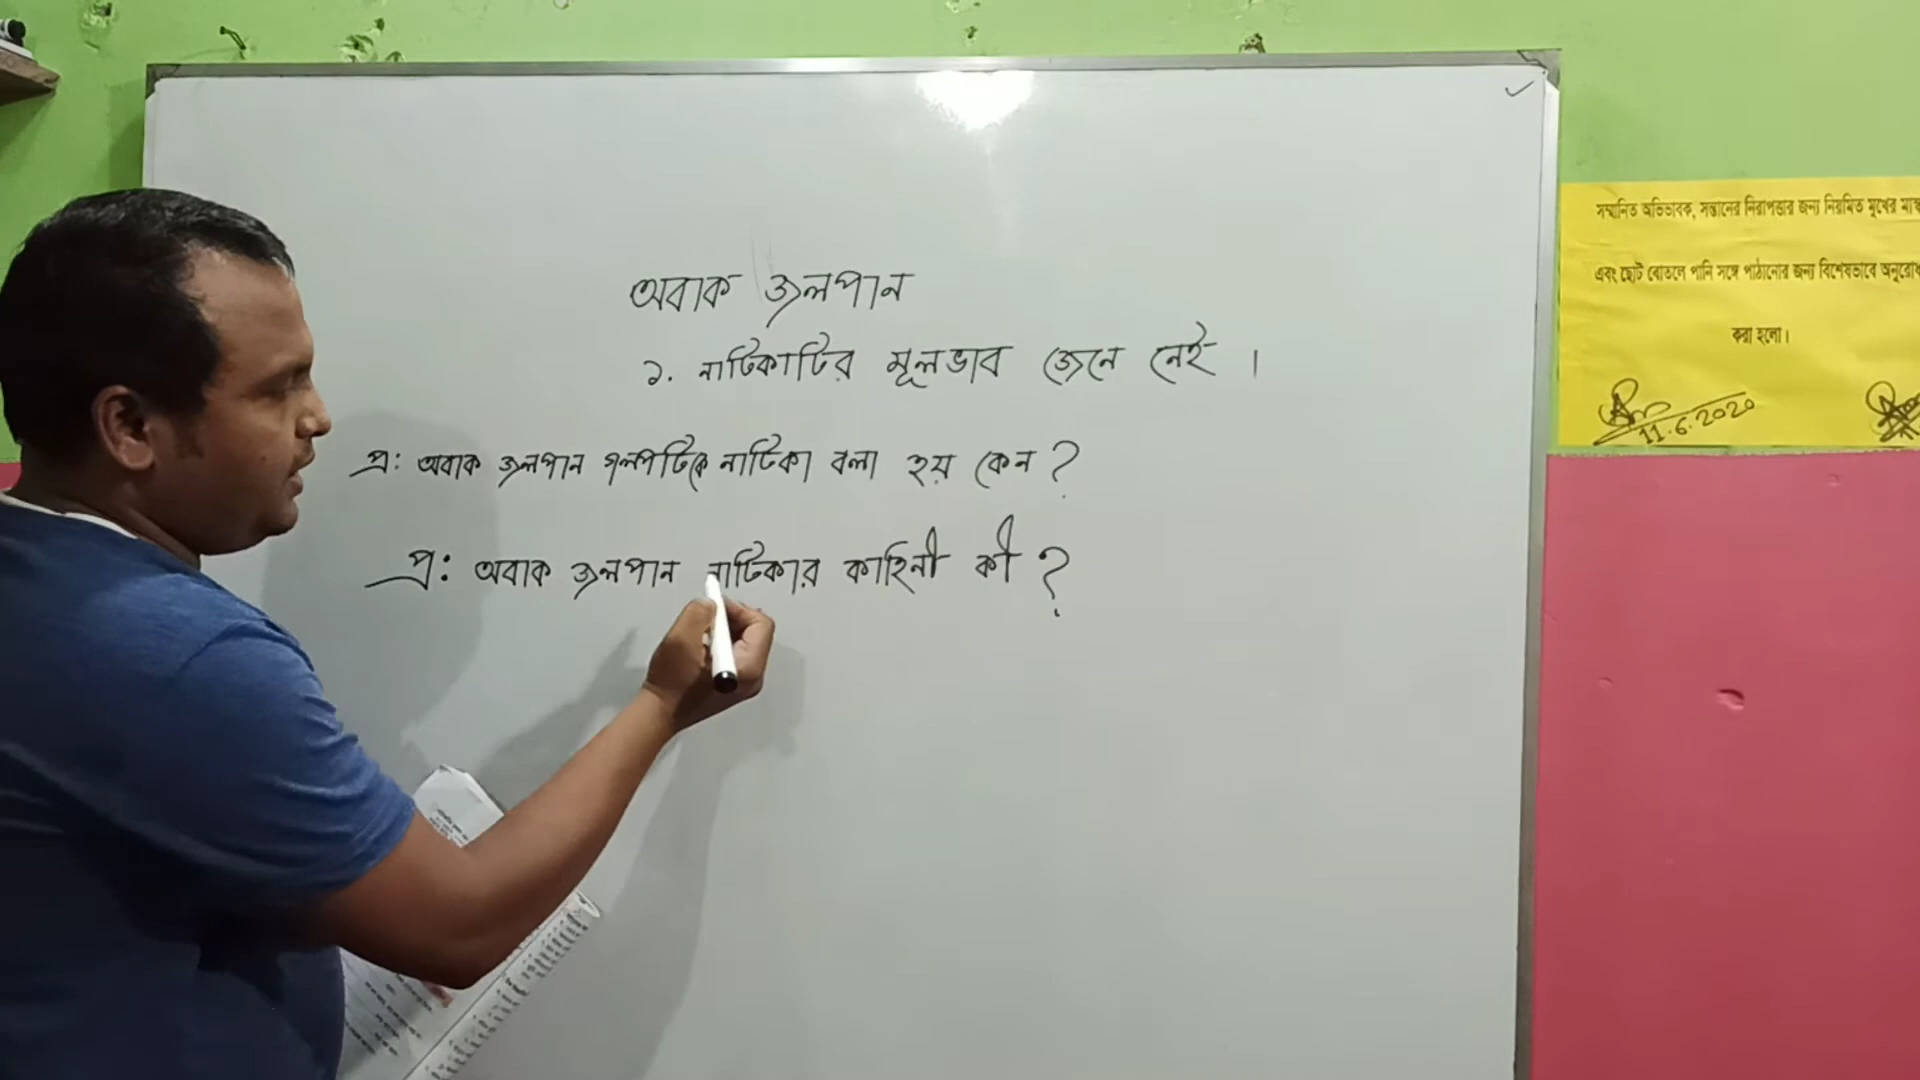 অবাক জলপান
১. নাটিকাটির মূলভাব জেনে নেই।
প্র: অবাক জলপান গল্পটিকে নাটিকা বলা হয় কেন?
প্র: অবাক জলপান নাটিকার কাহিনী কী?
সম্মানিত অভিভাবক, সন্তানের নিরাপত্তার জন্য নিয়মিত মুখের মাস্ক
এবং ছোট বোতলে পানি সঙ্গে পাঠানোর জন্য বিশেষভাবে অনুরোধ
করা হলো।
11.6.2020